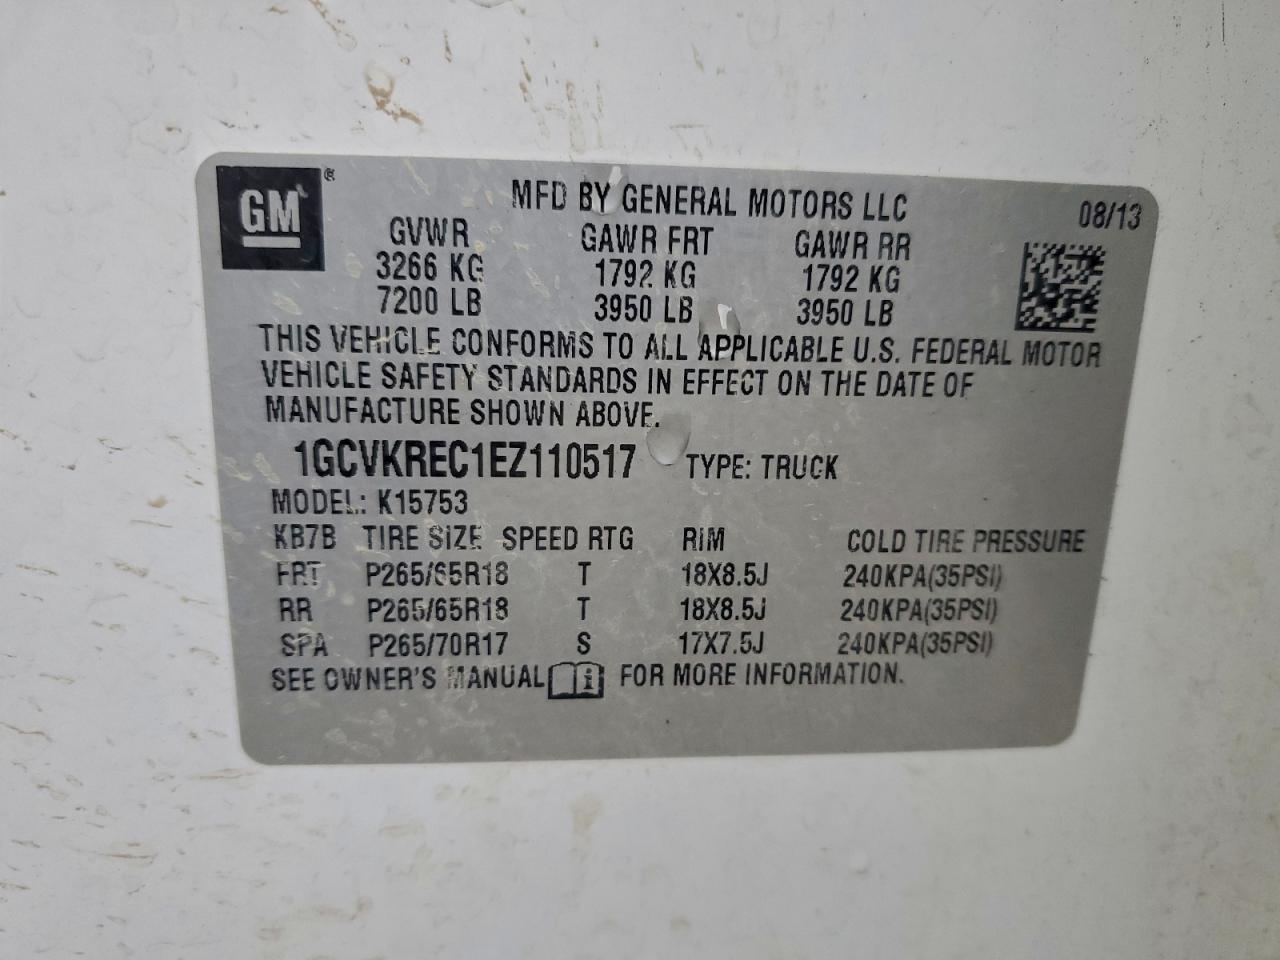 GM ®
MFD BY GENERAL MOTORS LLC
08/13
GVWR GAWR FRT GAWR RR
3266 KG 1792 KG 1792 KG
7200 LB 3950 LB 3950 LB
THIS VEHICLE CONFORMS TO ALL APPLICABLE U.S. FEDERAL MOTOR
VEHICLE SAFETY STANDARDS IN EFFECT ON THE DATE OF
MANUFACTURE SHOWN ABOVE.
1GCVKREC1EZ110517 TYPE: TRUCK
MODEL: K15753
KB7B TIRE SIZE SPEED RTG RIM COLD TIRE PRESSURE
FRT P265/65R18 T 18X8.5J 240KPA(35PSI)
RR P265/65R18 T 18X8.5J 240KPA(35PSI)
SPA P265/70R17 S 17X7.5J 240KPA(35PSI)
SEE OWNER'S MANUAL i FOR MORE INFORMATION.